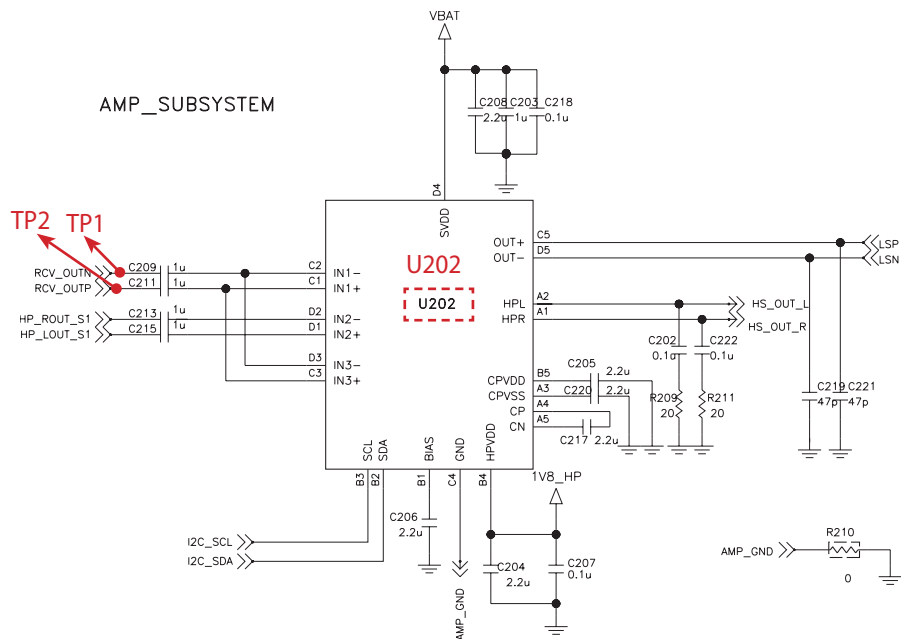 VBAT
AMP_SUBSYSTEM
C208
2.2u
C203
1u
C218
0.1u
D4
SVDD
TP2
TP1
U202
U202
RCV_OUTN
C209
1u
C2
IN1-
RCV_OUTP
C211
1u
C1
IN1+
HP_ROUT_S1
C213
1u
D2
IN2-
HP_LOUT_S1
C215
1u
D1
IN2+
D3
IN3-
C3
IN3+
OUT+
C5
LSP
OUT-
D5
LSN
HPL
A2
HS_OUT_L
HPR
A1
HS_OUT_R
C202
0.1u
C222
0.1u
C205
2.2u
CPVDD
B5
C220
2.2u
CPVSS
A3
CP
A4
CN
A5
C217
2.2u
R209
20
R211
20
C219
47p
C221
47p
SCL
SDA
BIAS
GND
HPVDD
B3
B2
B1
C4
B4
1V8_HP
C206
2.2u
I2C_SCL
I2C_SDA
C204
2.2u
C207
0.1u
AMP_GND
AMP_GND
R210
0